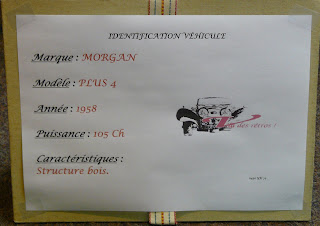 IDENTIFICATION VÉHICULE
Marque : MORGAN
Modèle : PLUS 4
Année : 1958
Puissance : 105 Ch
Caractéristiques :
Structure bois.